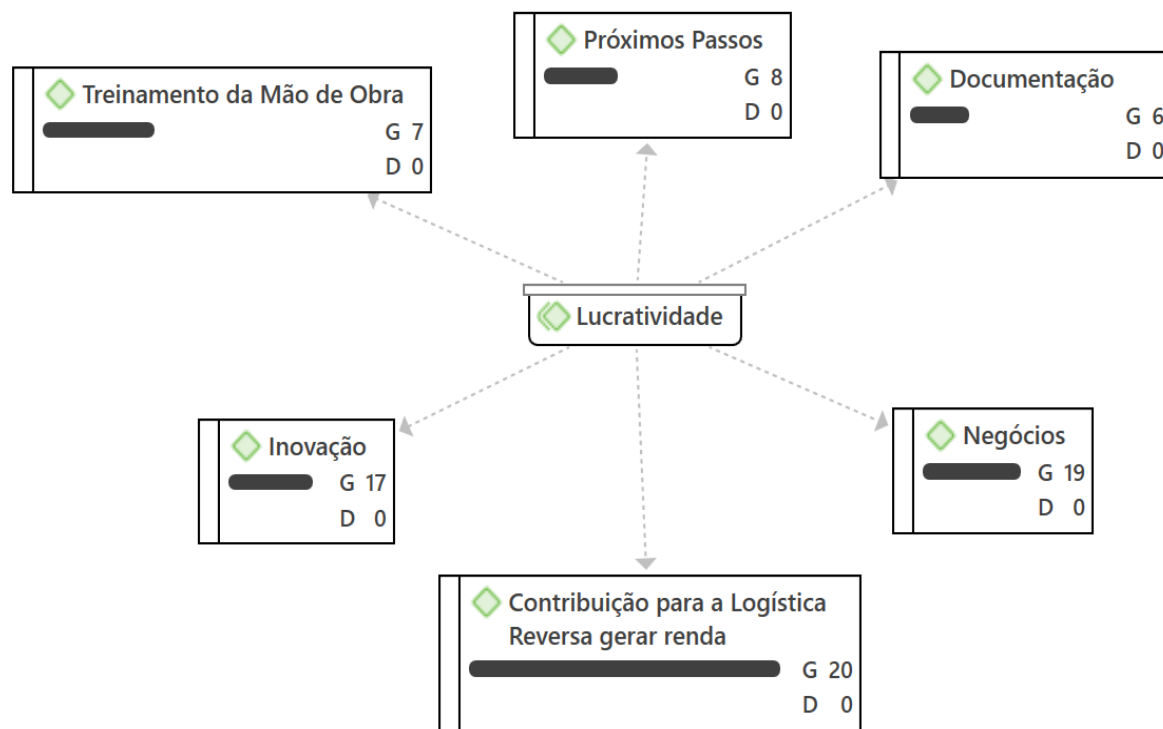 Próximos Passos
G 8
D 0
Treinamento da Mão de Obra
G 7
D 0
Documentação
G 6
D 0
Lucratividade
Inovação
G 17
D 0
Negócios
G 19
D 0
Contribuição para a Logística
Reversa gerar renda
G 20
D 0